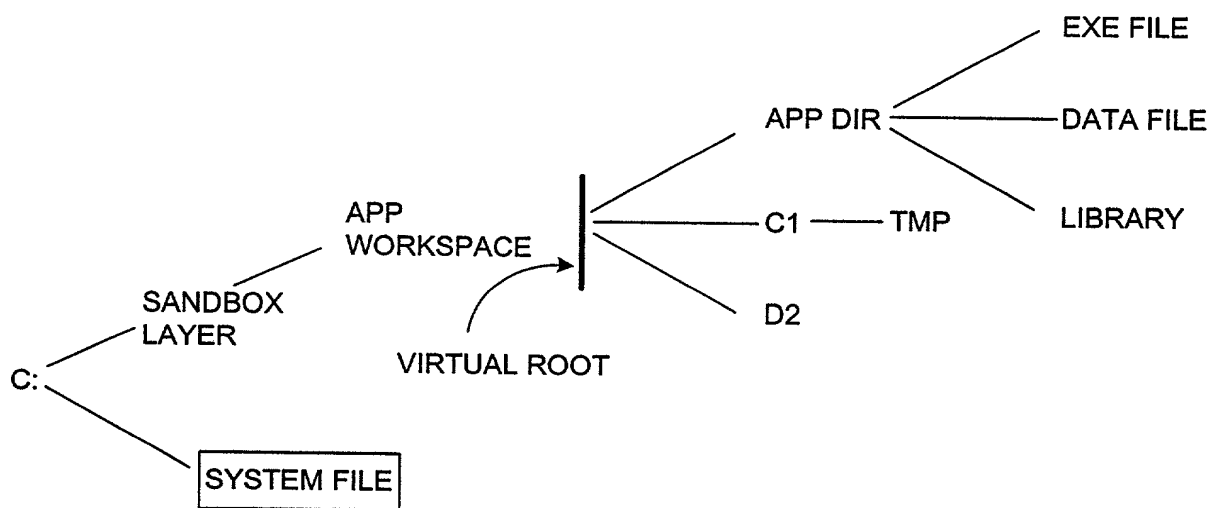 EXE FILE
APP DIR
DATA FILE
APP
WORKSPACE
C1
TMP
LIBRARY
SANDBOX
LAYER
D2
VIRTUAL ROOT
C:
SYSTEM FILE